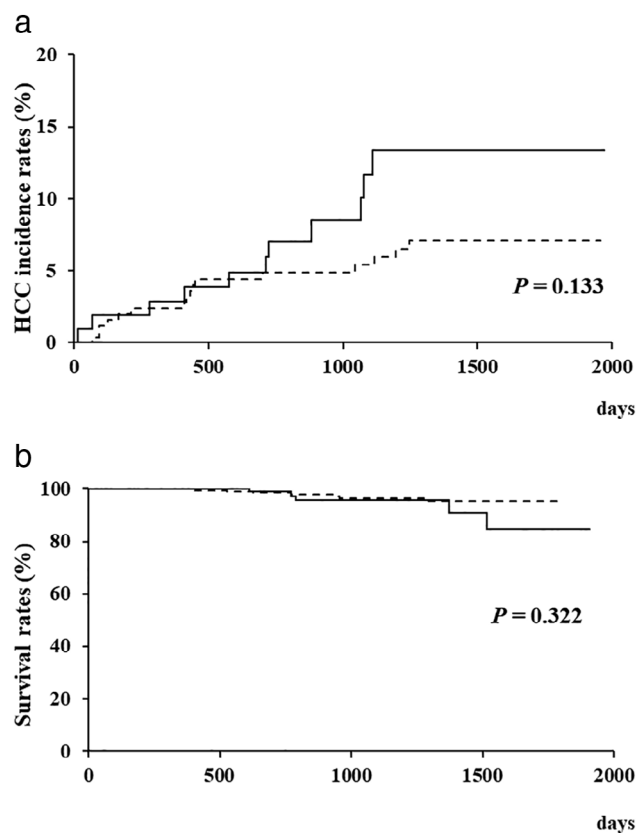 a
HCC incidence rates (%)
20
15
10
5
0
P = 0.133
0 500 1000 1500 2000
days
b
Survival rates (%)
100
80
60
40
20
0
P = 0.322
0 500 1000 1500 2000
days